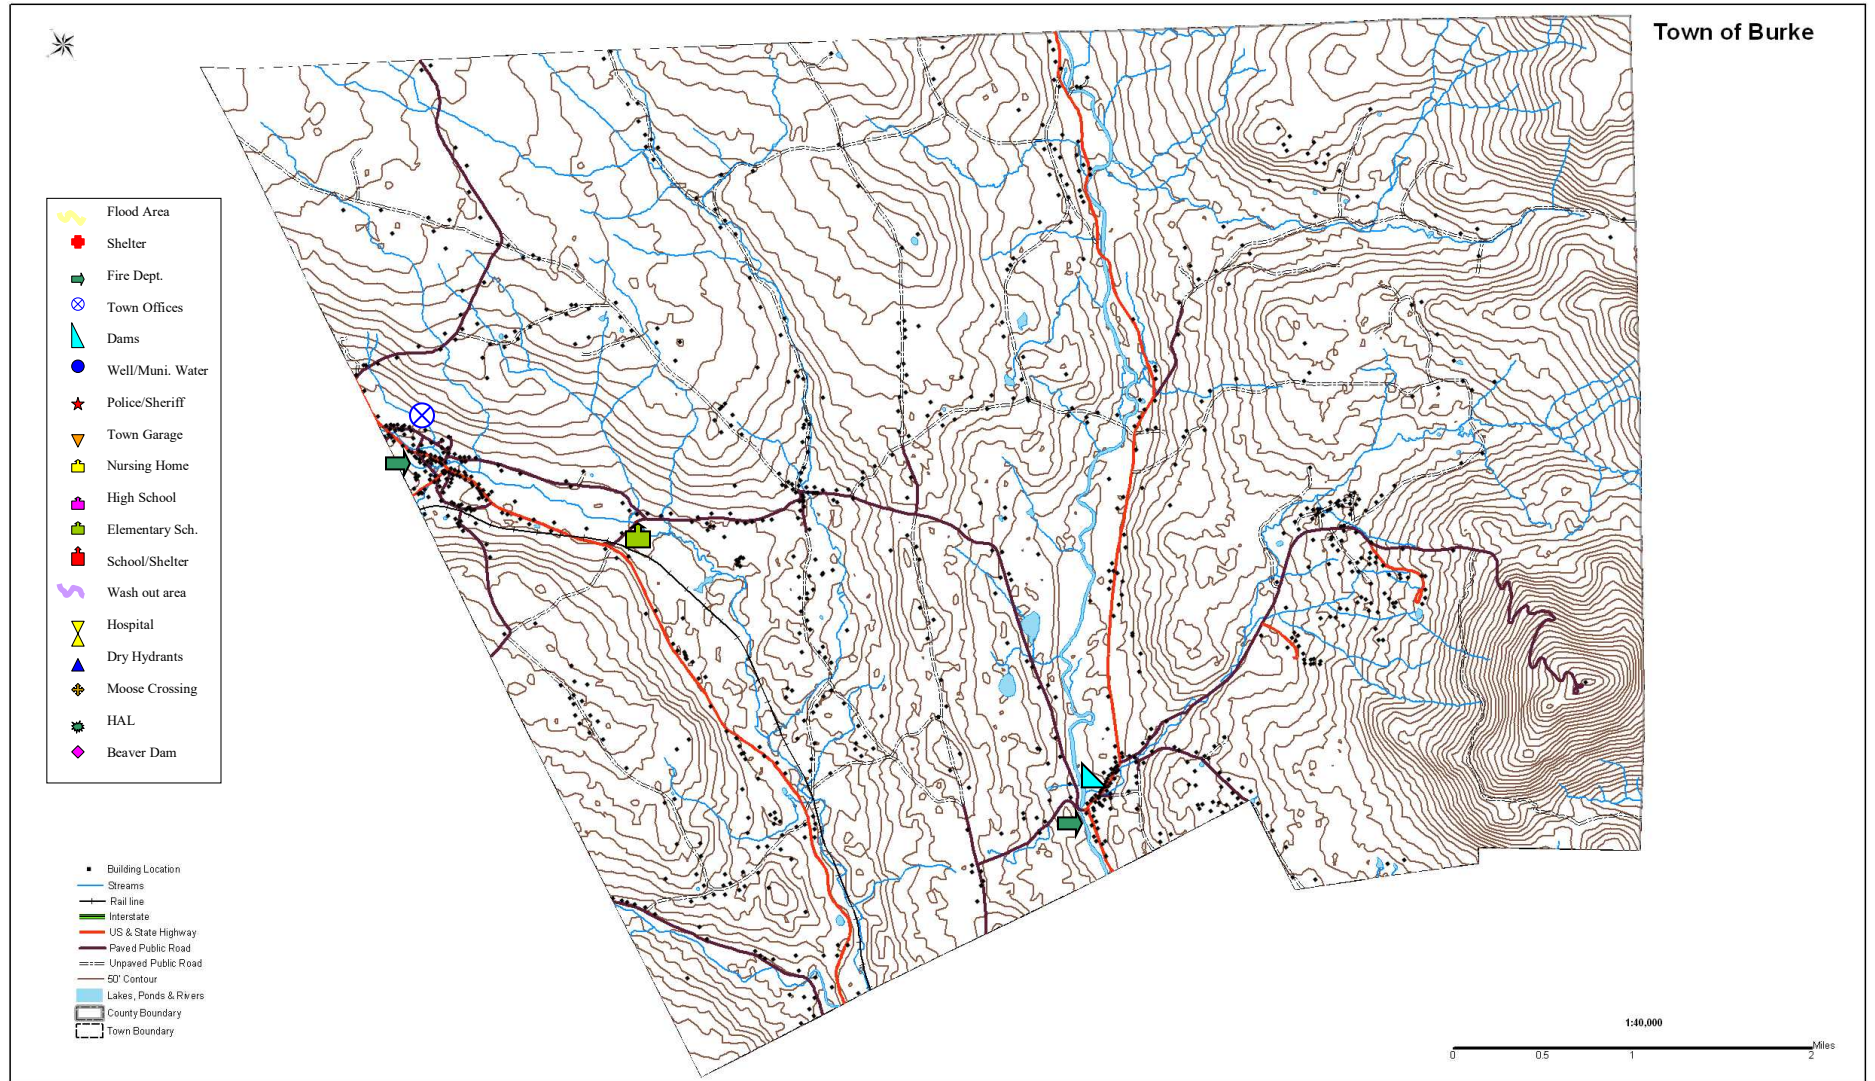 Town of Burke
Flood Area
Shelter
Fire Dept.
Town Offices
Dams
Well/Muni. Water
Police/Sheriff
Town Garage
Nursing Home
High School
Elementary Sch.
School/Shelter
Wash out area
Hospital
Dry Hydrants
Moose Crossing
HAL
Beaver Dam
Building Location
Streams
Rail line
Interstate
US & State Highway
Paved Public Road
Unpaved Public Road
50' Contour
Lakes, Ponds & Rivers
County Boundary
Town Boundary
1:40,000
Miles
0 0.5 1 2